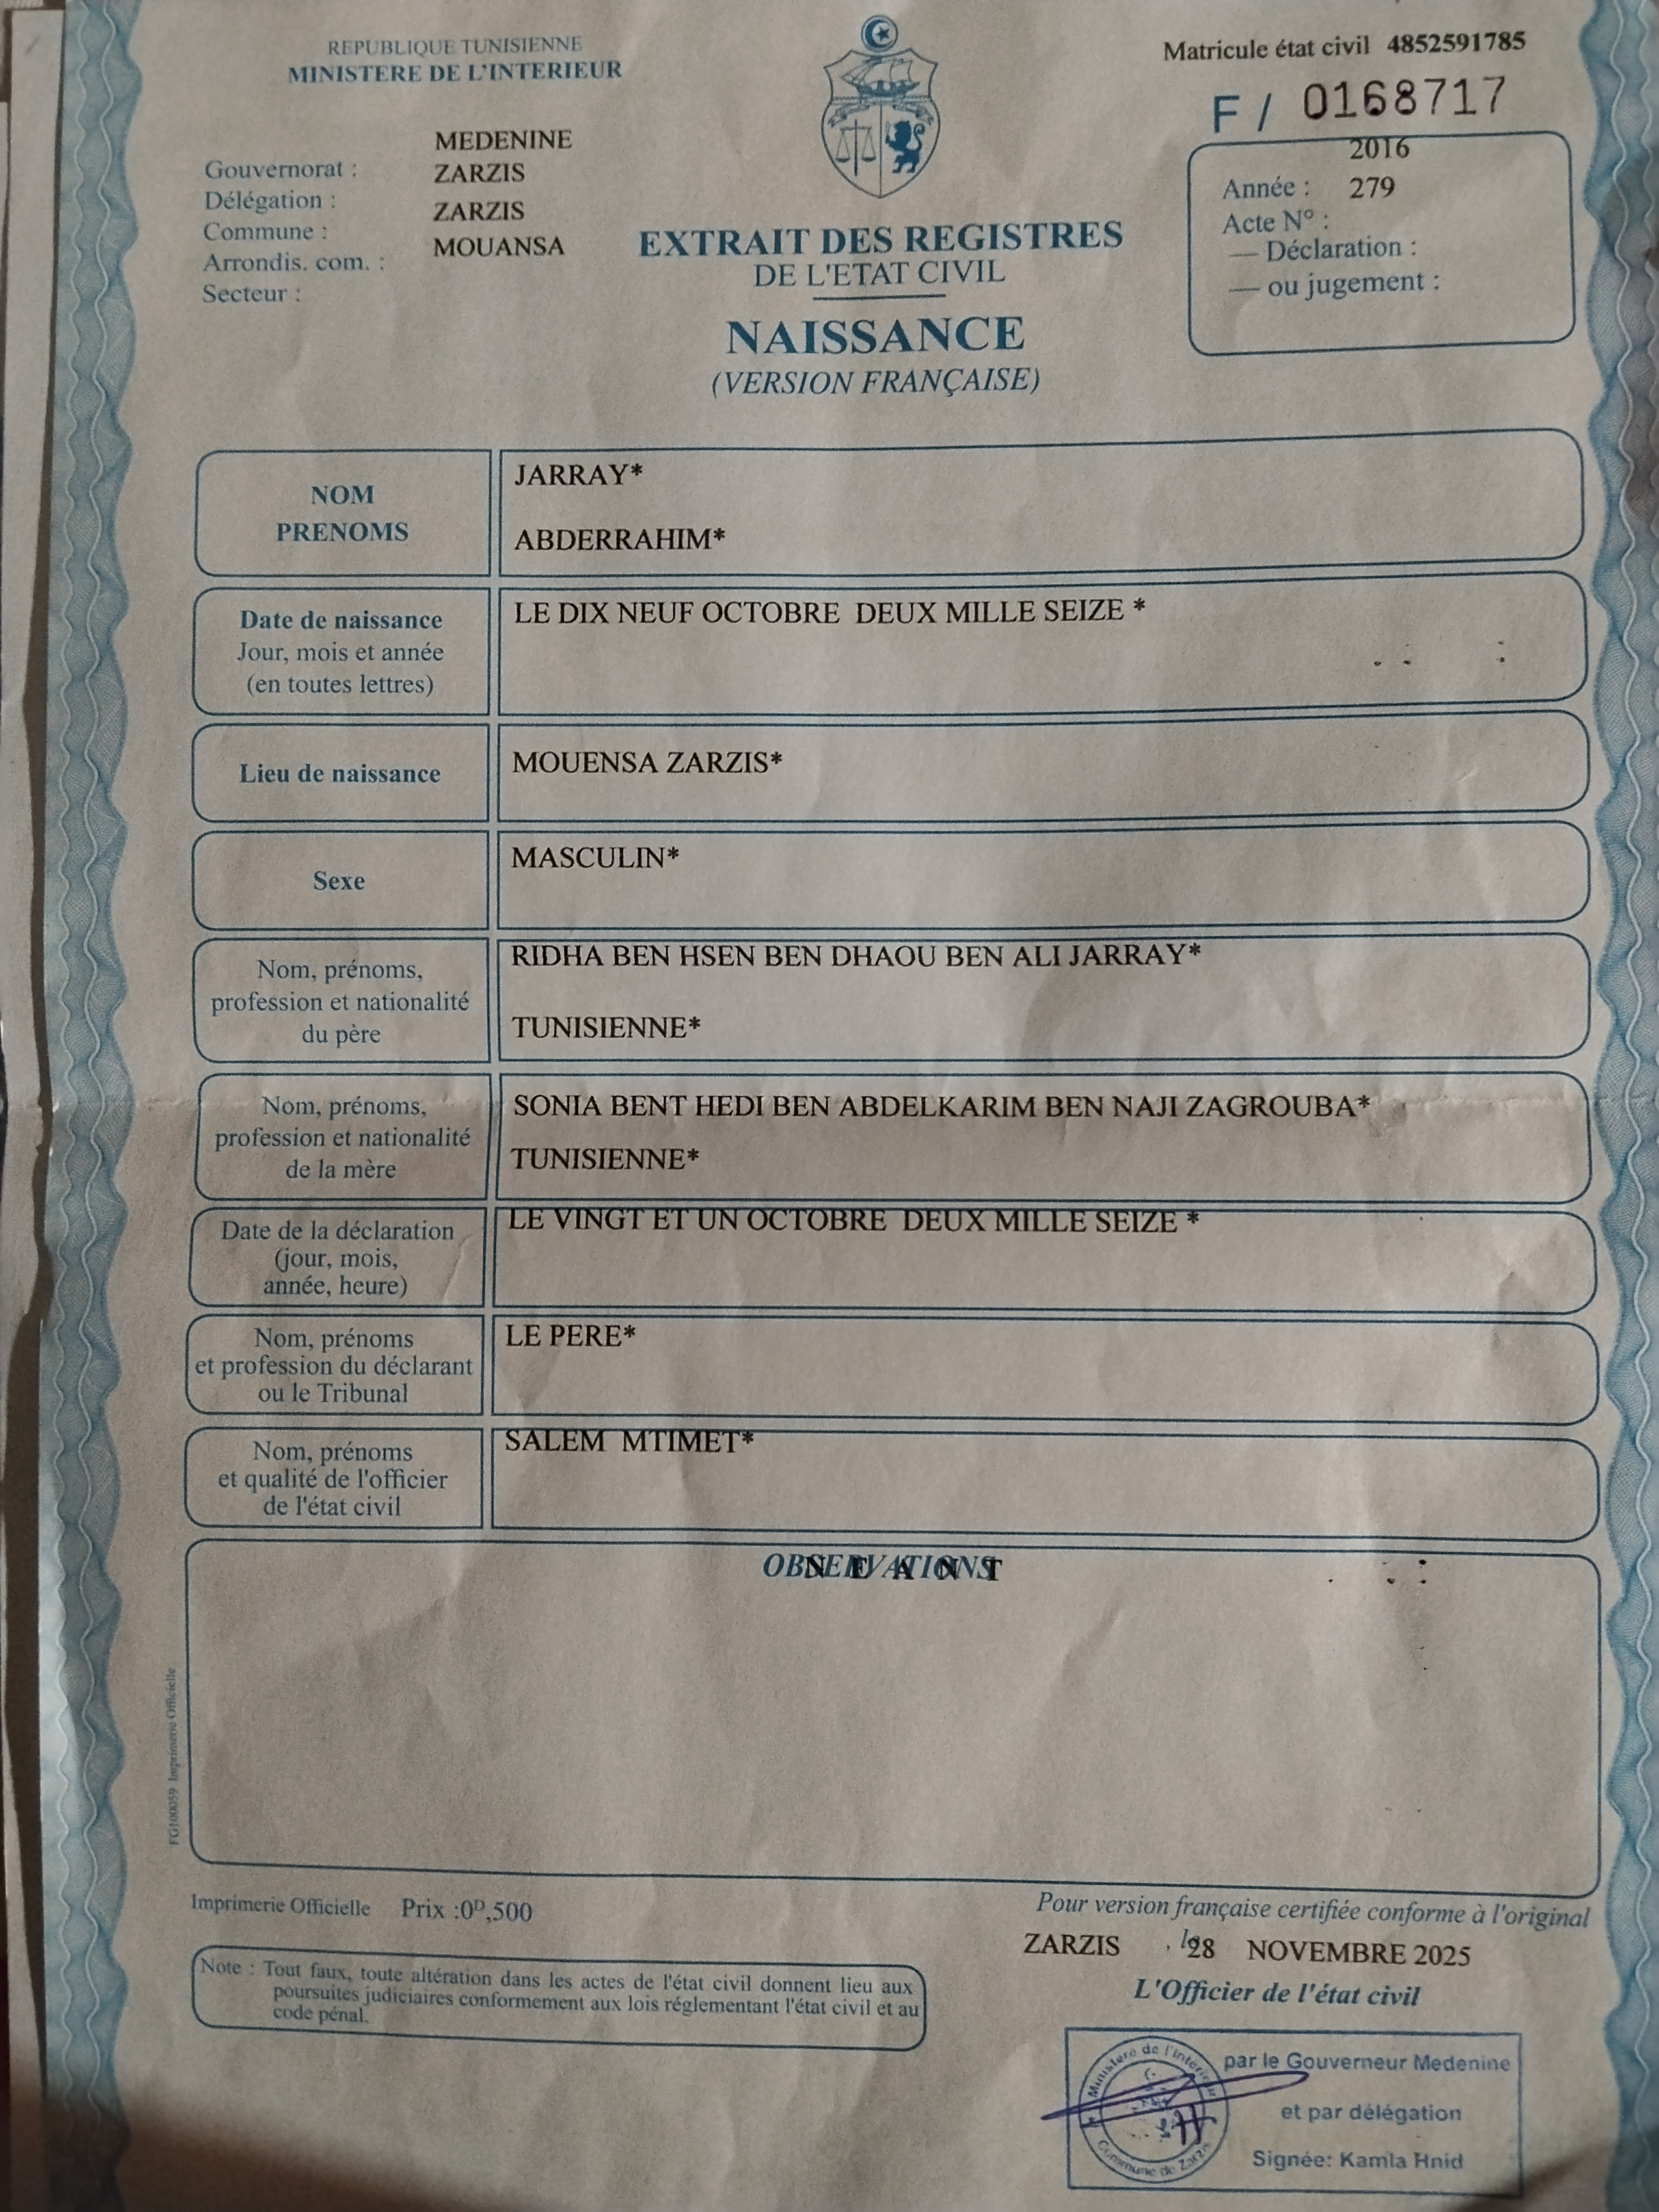 REPUBLIQUE TUNISIENNE
MINISTERE DE L'INTERIEUR
Matricule état civil 4852591785
F / 0168717
MEDENINE
Gouvernorat :
ZARZIS
Délégation :
ZARZIS
Commune :
MOUANSA
Arrondis. com. :
Secteur :
2016
Année : 279
Acte N° :
— Déclaration :
— ou jugement :
EXTRAIT DES REGISTRES
DE L'ETAT CIVIL
NAISSANCE
(VERSION FRANÇAISE)
NOM
PRENOMS
JARRAY*
ABDERRAHIM*
Date de naissance
Jour, mois et année
(en toutes lettres)
LE DIX NEUF OCTOBRE DEUX MILLE SEIZE *
Lieu de naissance
MOUENSA ZARZIS*
Sexe
MASCULIN*
Nom, prénoms,
profession et nationalité
du père
RIDHA BEN HSEN BEN DHAOU BEN ALI JARRAY*
TUNISIENNE*
Nom, prénoms,
profession et nationalité
de la mère
SONIA BENT HEDI BEN ABDELKARIM BEN NAJI ZAGROUBA*
TUNISIENNE*
Date de la déclaration
(jour, mois,
année, heure)
LE VINGT ET UN OCTOBRE DEUX MILLE SEIZE *
Nom, prénoms
et profession du déclarant
ou le Tribunal
LE PERE*
Nom, prénoms
et qualité de l'officier
de l'état civil
SALEM MTIMET*
OBSERVATIONS
N E A N T
FG100059 Imprimerie Officielle
Imprimerie Officielle Prix :0ᴰ,500
Pour version française certifiée conforme à l'original
ZARZIS , le 28 NOVEMBRE 2025
L'Officier de l'état civil
Note : Tout faux, toute altération dans les actes de l'état civil donnent lieu aux
poursuites judiciaires conformement aux lois réglementant l'état civil et au
code pénal.
Ministère de l'Intérieur
Commune de Zarzis
par le Gouverneur Medenine
et par délégation
Signée: Kamla Hnid